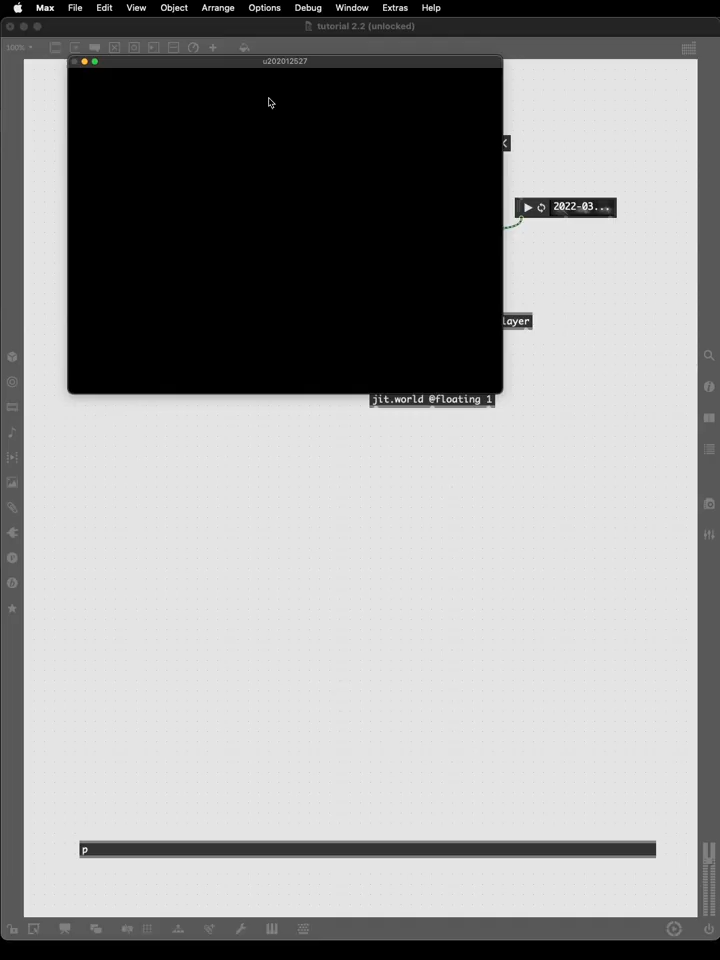 Max File Edit View Object Arrange Options Debug Window Extras Help
tutorial 2.2 (unlocked)
100%
u202012527
2022-03...
layer
jit.world @floating 1
p